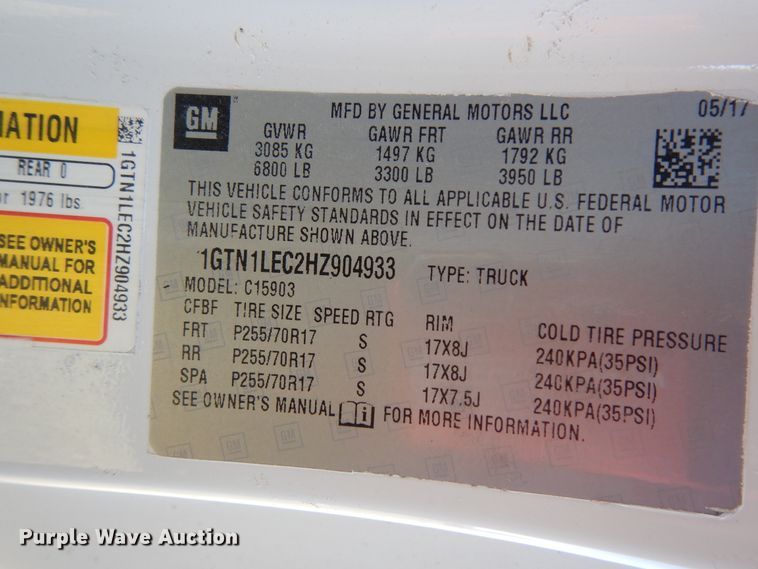 MATION
REAR 0
or 1976 lbs.
SEE OWNER'S
MANUAL FOR
ADDITIONAL
INFORMATION
1GTN1LEC2HZ904933
GM
MFD BY GENERAL MOTORS LLC 05/17
GVWR GAWR FRT GAWR RR
3085 KG 1497 KG 1792 KG
6800 LB 3300 LB 3950 LB
THIS VEHICLE CONFORMS TO ALL APPLICABLE U.S. FEDERAL MOTOR
VEHICLE SAFETY STANDARDS IN EFFECT ON THE DATE OF
MANUFACTURE SHOWN ABOVE.
1GTN1LEC2HZ904933 TYPE: TRUCK
MODEL: C15903
CFBF TIRE SIZE SPEED RTG RIM COLD TIRE PRESSURE
FRT P255/70R17 S 17X8J 240KPA(35PSI)
RR P255/70R17 S 17X8J 240KPA(35PSI)
SPA P255/70R17 S 17X7.5J 240KPA(35PSI)
SEE OWNER'S MANUAL i FOR MORE INFORMATION.
Purple Wave Auction